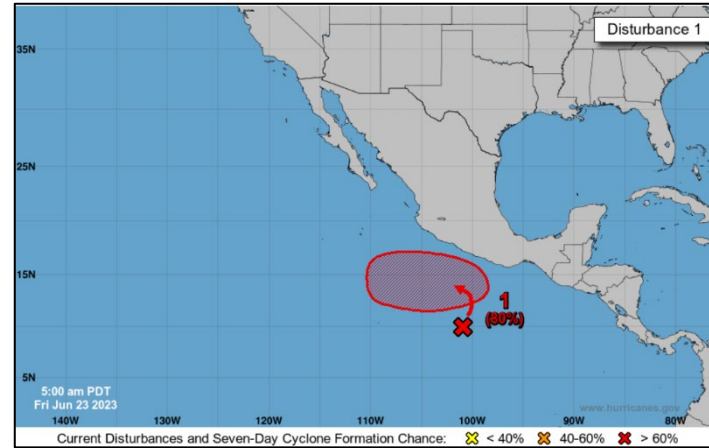 Disturbance 1
35N
25N
15N
1
(80%)
5N
5:00 am PDT
Fri Jun 23 2023
www.hurricanes.gov
140W
130W
120W
110W
100W
90W
80W
Current Disturbances and Seven-Day Cyclone Formation Chance: < 40% 40-60% > 60%